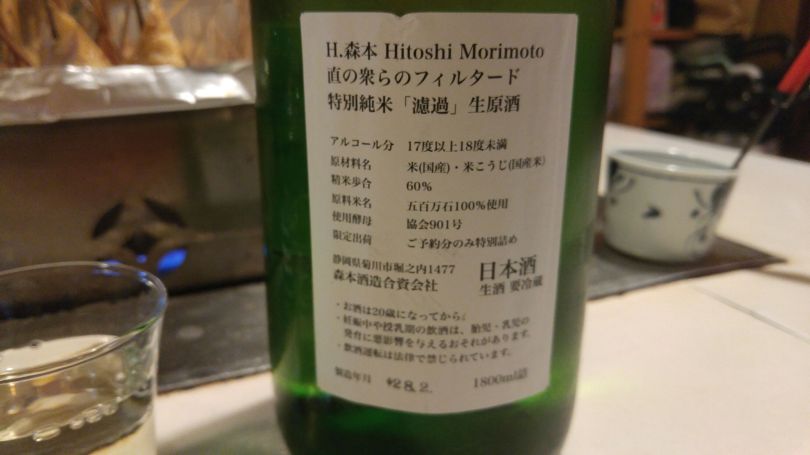 H.森本 Hitoshi Morimoto
直の衆らのフィルタード
特別純米「濾過」生原酒
アルコール分 17度以上18度未満
原材料名 米(国産)・米こうじ(国産米)
精米歩合 60%
原料米名 五百万石100%使用
使用酵母 協会901号
限定出荷 ご予約分のみ特別詰め
静岡県菊川市堀之内1477
森本酒造合資会社
日本酒
生酒 要冷蔵
・お酒は20歳になってから。
・妊娠中や授乳期の飲酒は、胎児・乳児の
発育に悪影響を与えるおそれがあります。
・飲酒運転は法律で禁じられています。
製造年月 28.2. 1800ml詰